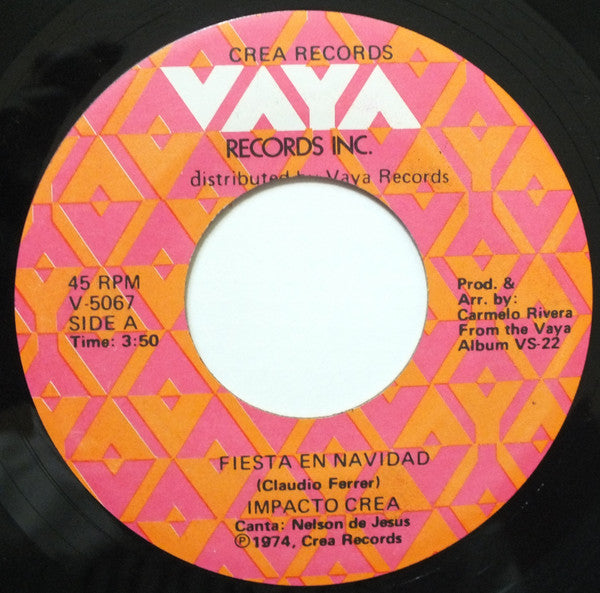 CREA RECORDS
VAYA
RECORDS INC.
distributed by Vaya Records
45 RPM
V-5067
SIDE A
Time: 3:50
Prod. &
Arr. by:
Carmelo Rivera
From the Vaya
Album VS-22
FIESTA EN NAVIDAD
(Claudio Ferrer)
IMPACTO CREA
Canta: Nelson de Jesus
Ⓟ1974, Crea Records